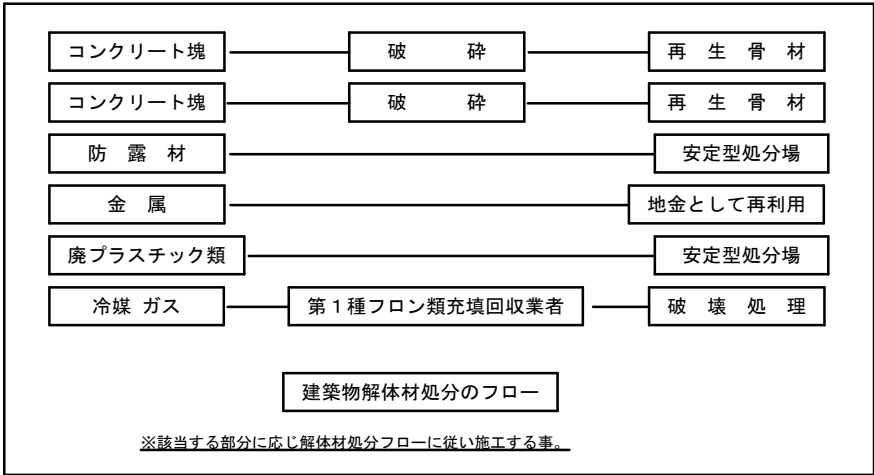 コンクリート塊 破砕 再生骨材
コンクリート塊 破砕 再生骨材
防露材 安定型処分場
金属 地金として再利用
廃プラスチック類 安定型処分場
冷媒 ガス 第1種フロン類充填回収業者 破壊処理
建築物解体材処分のフロー
※該当する部分に応じ解体材処分フローに従い施工する事。